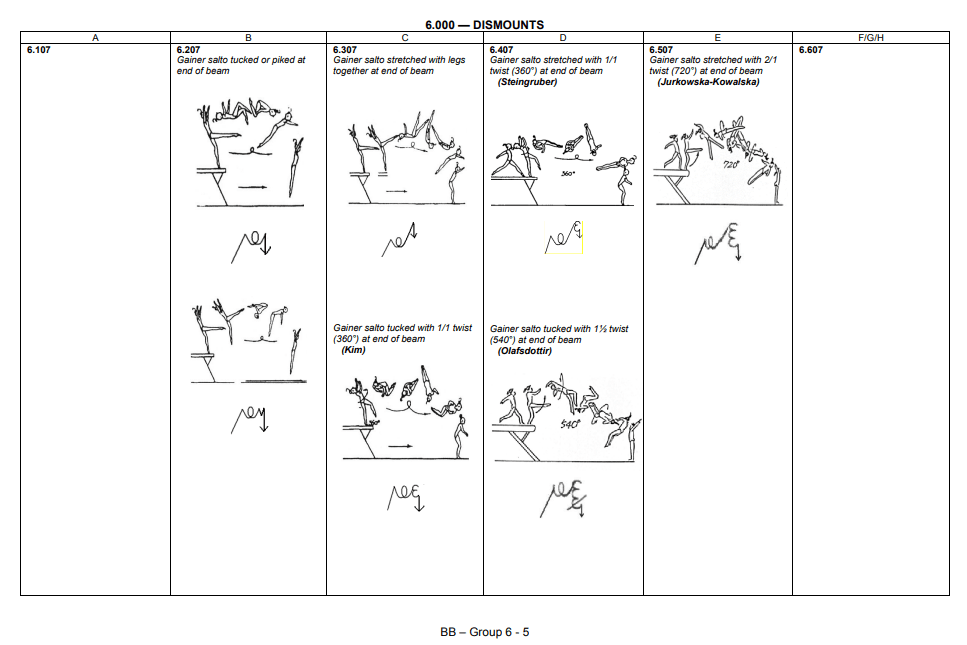 6.000 — DISMOUNTS
A
B
C
D
E
F/G/H
6.107
6.207
Gainer salto tucked or piked at
end of beam
6.307
Gainer salto stretched with legs
together at end of beam
6.407
Gainer salto stretched with 1/1
twist (360°) at end of beam
(Steingruber)
6.507
Gainer salto stretched with 2/1
twist (720°) at end of beam
(Jurkowska-Kowalska)
6.607
360°
720°
Gainer salto tucked with 1/1 twist
(360°) at end of beam
(Kim)
Gainer salto tucked with 1½ twist
(540°) at end of beam
(Olafsdottir)
540°
BB – Group 6 - 5